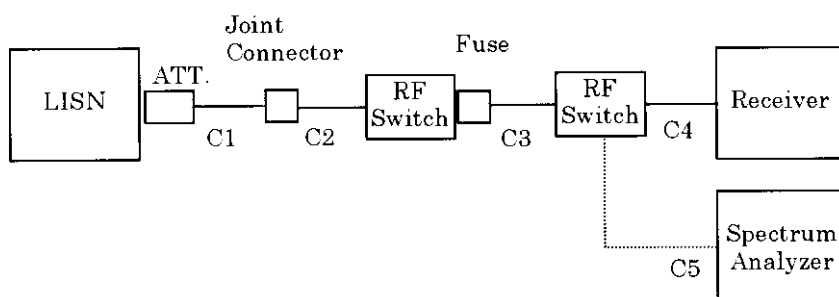 Joint
Connector
Fuse
ATT.
LISN
RF
Switch
RF
Switch
Receiver
C1
C2
C3
C4
Spectrum
Analyzer
C5